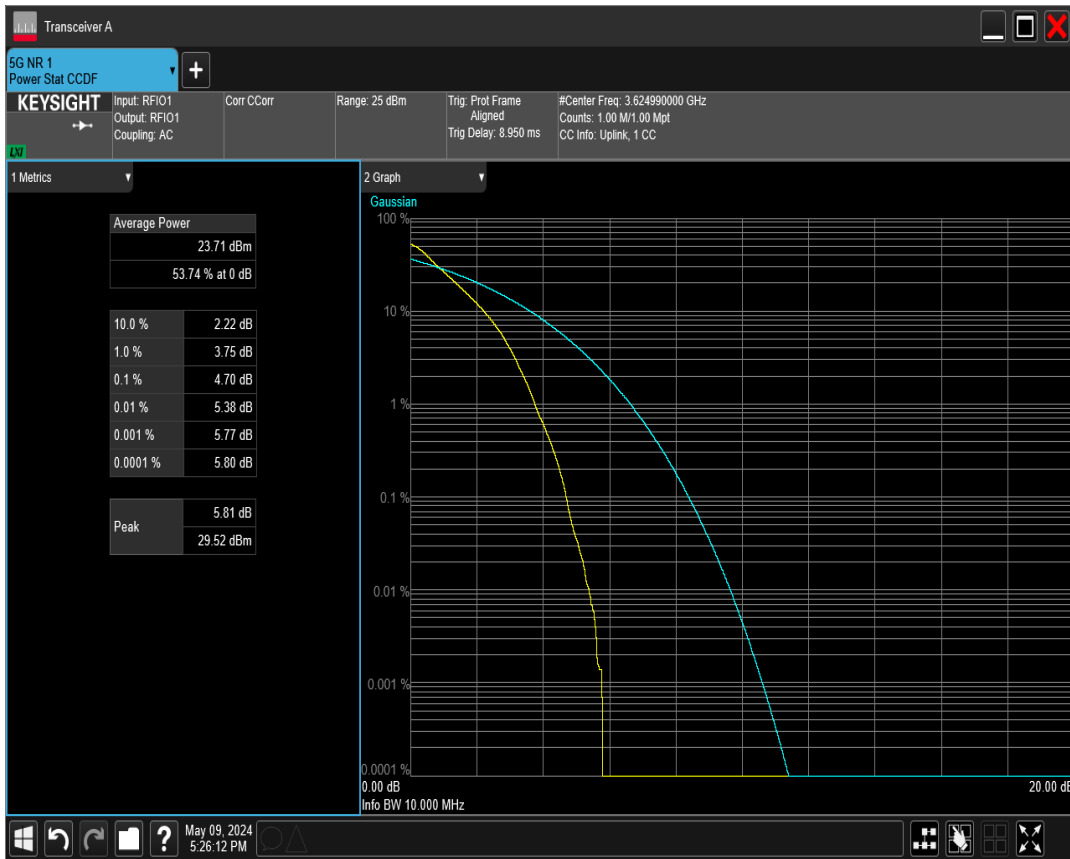 Transceiver A
5G NR 1
Power Stat CCDF
KEYSIGHT
LXI
Input: RFIO1
Output: RFIO1
Coupling: AC
Corr CCorr
Range: 25 dBm
Trig: Prot Frame
Aligned
Trig Delay: 8.950 ms
#Center Freq: 3.624990000 GHz
Counts: 1.00 M/1.00 Mpt
CC Info: Uplink, 1 CC
1 Metrics
Average Power
23.71 dBm
53.74 % at 0 dB
10.0 % 2.22 dB
1.0 % 3.75 dB
0.1 % 4.70 dB
0.01 % 5.38 dB
0.001 % 5.77 dB
0.0001 % 5.80 dB
Peak
5.81 dB
29.52 dBm
2 Graph
Gaussian
100 %
10 %
1 %
0.1 %
0.01 %
0.001 %
0.0001 %
0.00 dB 20.00 dB
Info BW 10.000 MHz
?
May 09, 2024
5:26:12 PM